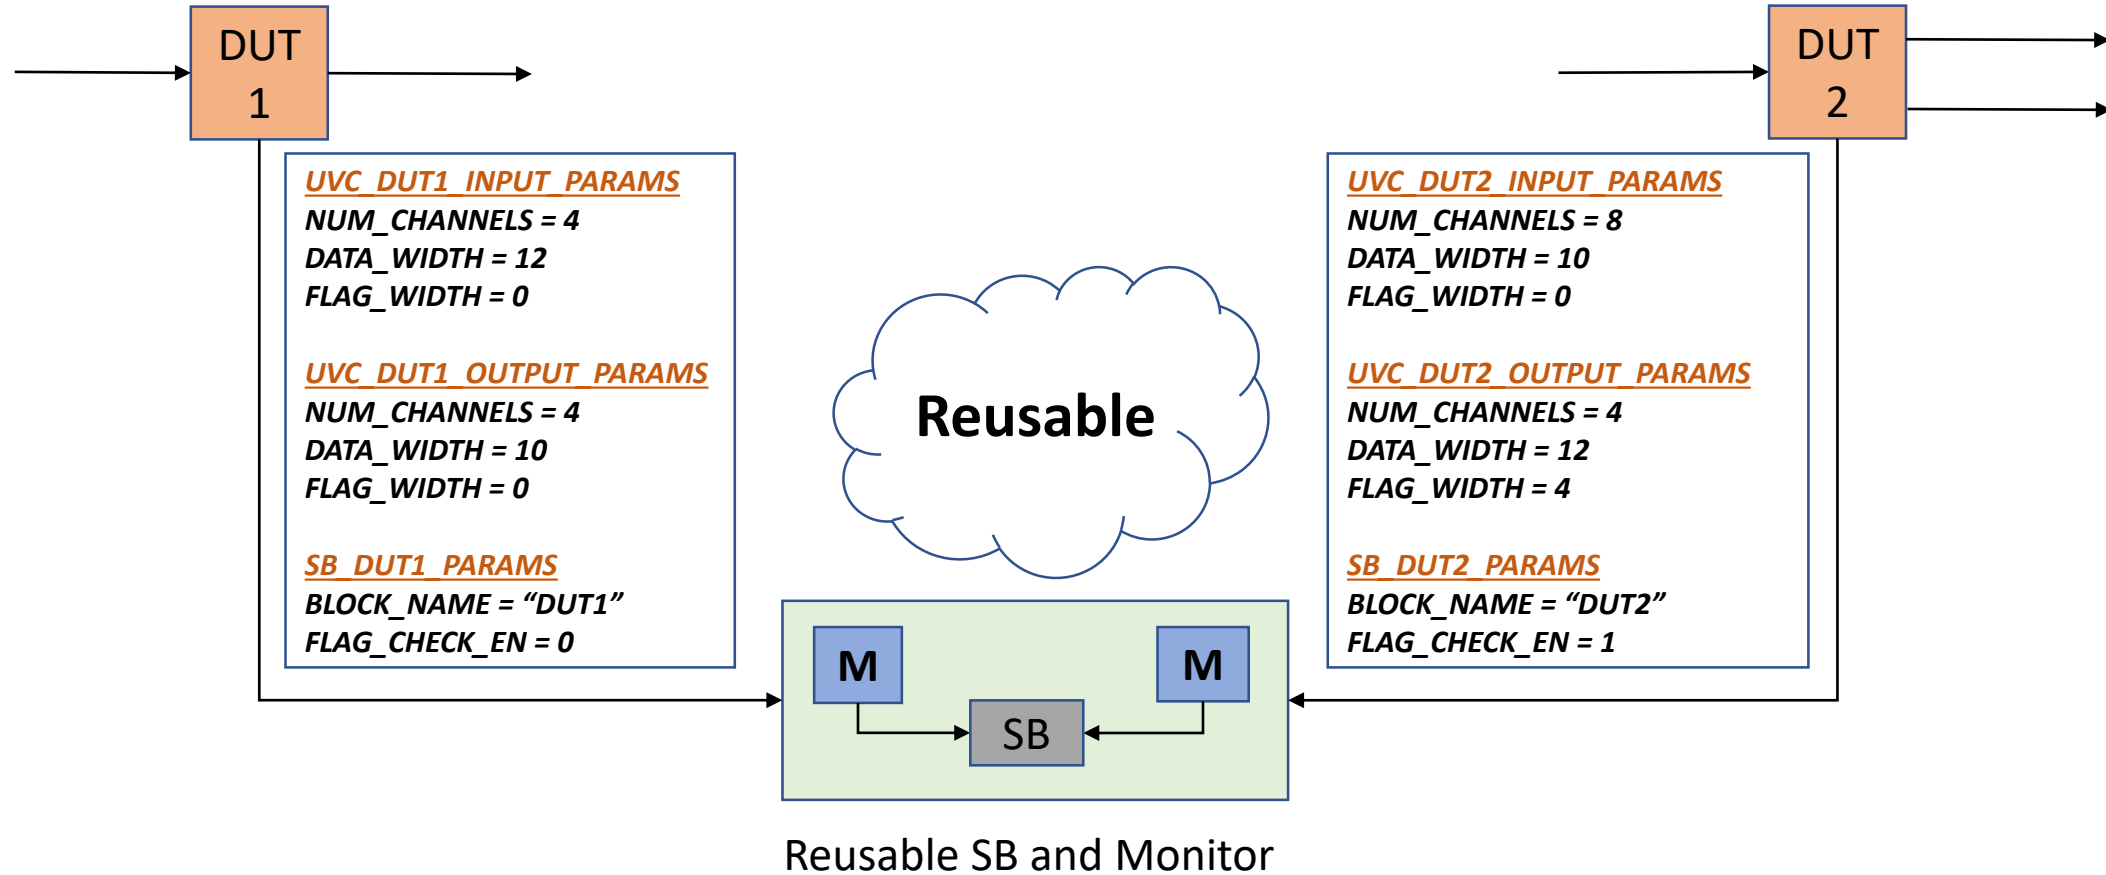 DUT
1
DUT
2
UVC_DUT1_INPUT_PARAMS
NUM_CHANNELS = 4
DATA_WIDTH = 12
FLAG_WIDTH = 0
UVC_DUT1_OUTPUT_PARAMS
NUM_CHANNELS = 4
DATA_WIDTH = 10
FLAG_WIDTH = 0
SB_DUT1_PARAMS
BLOCK_NAME = “DUT1”
FLAG_CHECK_EN = 0
Reusable
UVC_DUT2_INPUT_PARAMS
NUM_CHANNELS = 8
DATA_WIDTH = 10
FLAG_WIDTH = 0
UVC_DUT2_OUTPUT_PARAMS
NUM_CHANNELS = 4
DATA_WIDTH = 12
FLAG_WIDTH = 4
SB_DUT2_PARAMS
BLOCK_NAME = “DUT2”
FLAG_CHECK_EN = 1
M
M
SB
Reusable SB and Monitor